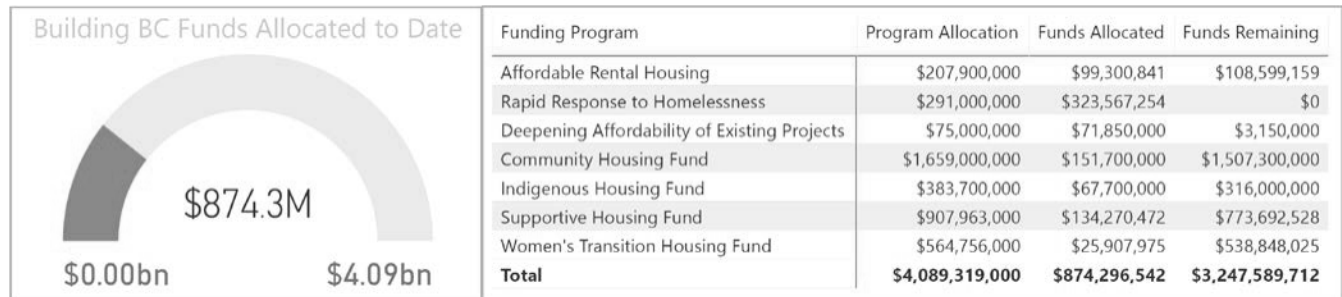 Building BC Funds Allocated to Date
$874.3M
$0.00bn $4.09bn
Funding Program Program Allocation Funds Allocated Funds Remaining
Affordable Rental Housing $207,900,000 $99,300,841 $108,599,159
Rapid Response to Homelessness $291,000,000 $323,567,254 $0
Deepening Affordability of Existing Projects $75,000,000 $71,850,000 $3,150,000
Community Housing Fund $1,659,000,000 $151,700,000 $1,507,300,000
Indigenous Housing Fund $383,700,000 $67,700,000 $316,000,000
Supportive Housing Fund $907,963,000 $134,270,472 $773,692,528
Women's Transition Housing Fund $564,756,000 $25,907,975 $538,848,025
Total $4,089,319,000 $874,296,542 $3,247,589,712